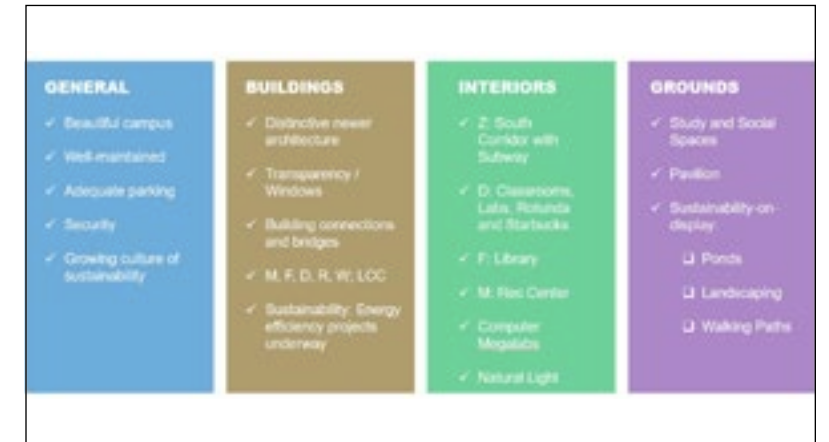 GENERAL
✓ Beautiful campus
✓ Well-maintained
✓ Adequate parking
✓ Security
✓ Growing culture of
sustainability
BUILDINGS
✓ Distinctive newer
architecture
✓ Transparency /
Windows
✓ Building connections
and bridges
✓ M, F, D, R, W; LCC
✓ Sustainability: Energy
efficiency projects
underway
INTERIORS
✓ Z: South
Corridor with
Subway
✓ D: Classrooms,
Labs, Rotunda
and Starbucks
✓ F: Library
✓ M: Rec Center
✓ Computer
Megalabs
✓ Natural Light
GROUNDS
✓ Study and Social
Spaces
✓ Pavilion
✓ Sustainability-on-
display:
❑ Ponds
❑ Landscaping
❑ Walking Paths